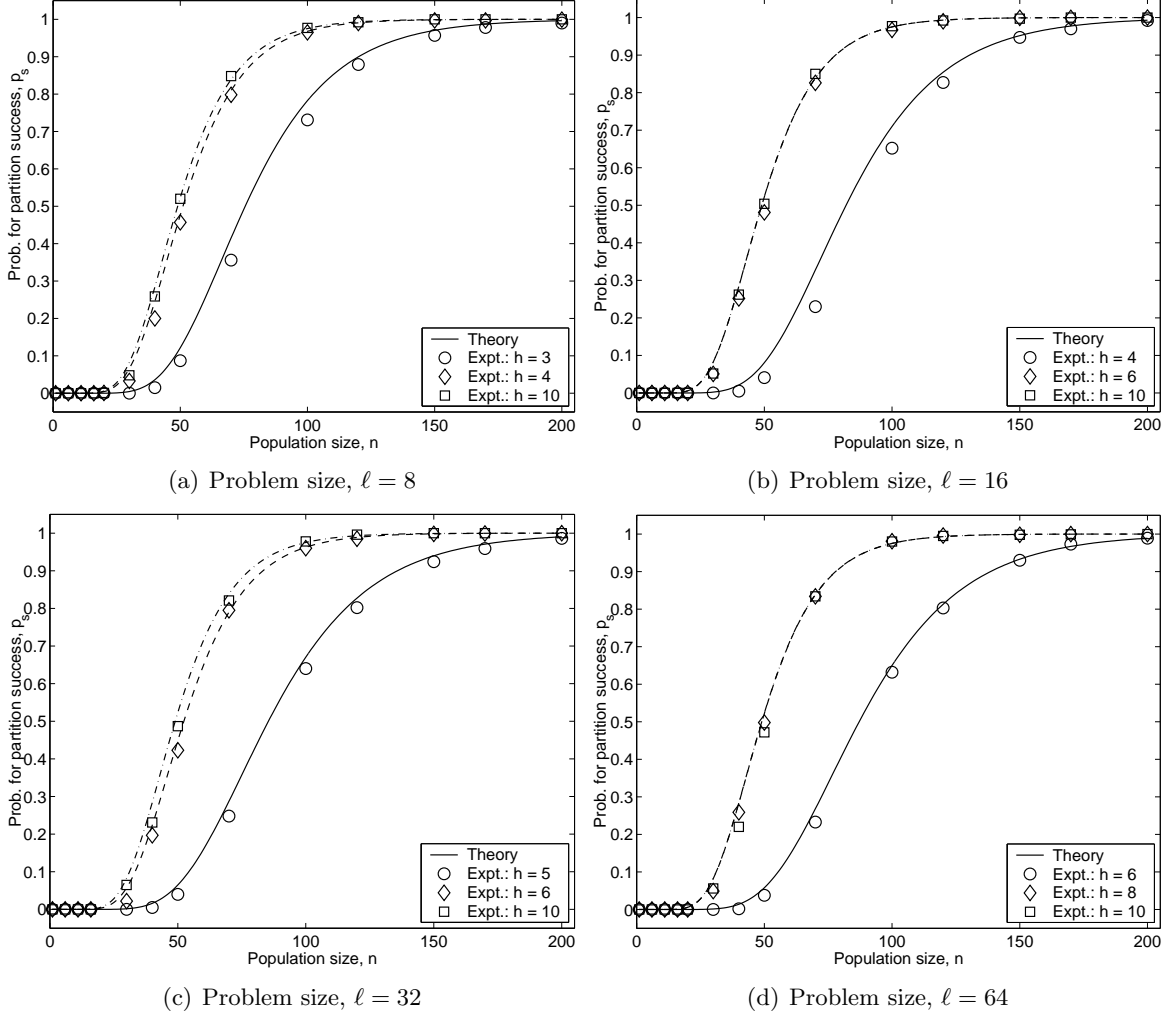 1
0.9
0.8
0.7
0.6
0.5
0.4
0.3
0.2
0.1
0
0 50 100 150 200
Prob. for partition success, p_s
Population size, n
Theory
Expt.: h = 3
Expt.: h = 4
Expt.: h = 10
(a) Problem size, ℓ = 8
1
0.9
0.8
0.7
0.6
0.5
0.4
0.3
0.2
0.1
0
0 50 100 150 200
Prob. for partition success, p_s
Population size, n
Theory
Expt.: h = 4
Expt.: h = 6
Expt.: h = 10
(b) Problem size, ℓ = 16
1
0.9
0.8
0.7
0.6
0.5
0.4
0.3
0.2
0.1
0
0 50 100 150 200
Prob. for partition success, p_s
Population size, n
Theory
Expt.: h = 5
Expt.: h = 6
Expt.: h = 10
(c) Problem size, ℓ = 32
1
0.9
0.8
0.7
0.6
0.5
0.4
0.3
0.2
0.1
0
0 50 100 150 200
Prob. for partition success, p_s
Population size, n
Theory
Expt.: h = 6
Expt.: h = 8
Expt.: h = 10
(d) Problem size, ℓ = 64